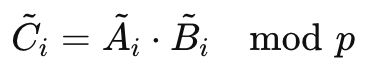 C̃ᵢ = Ãᵢ · B̃ᵢ mod p